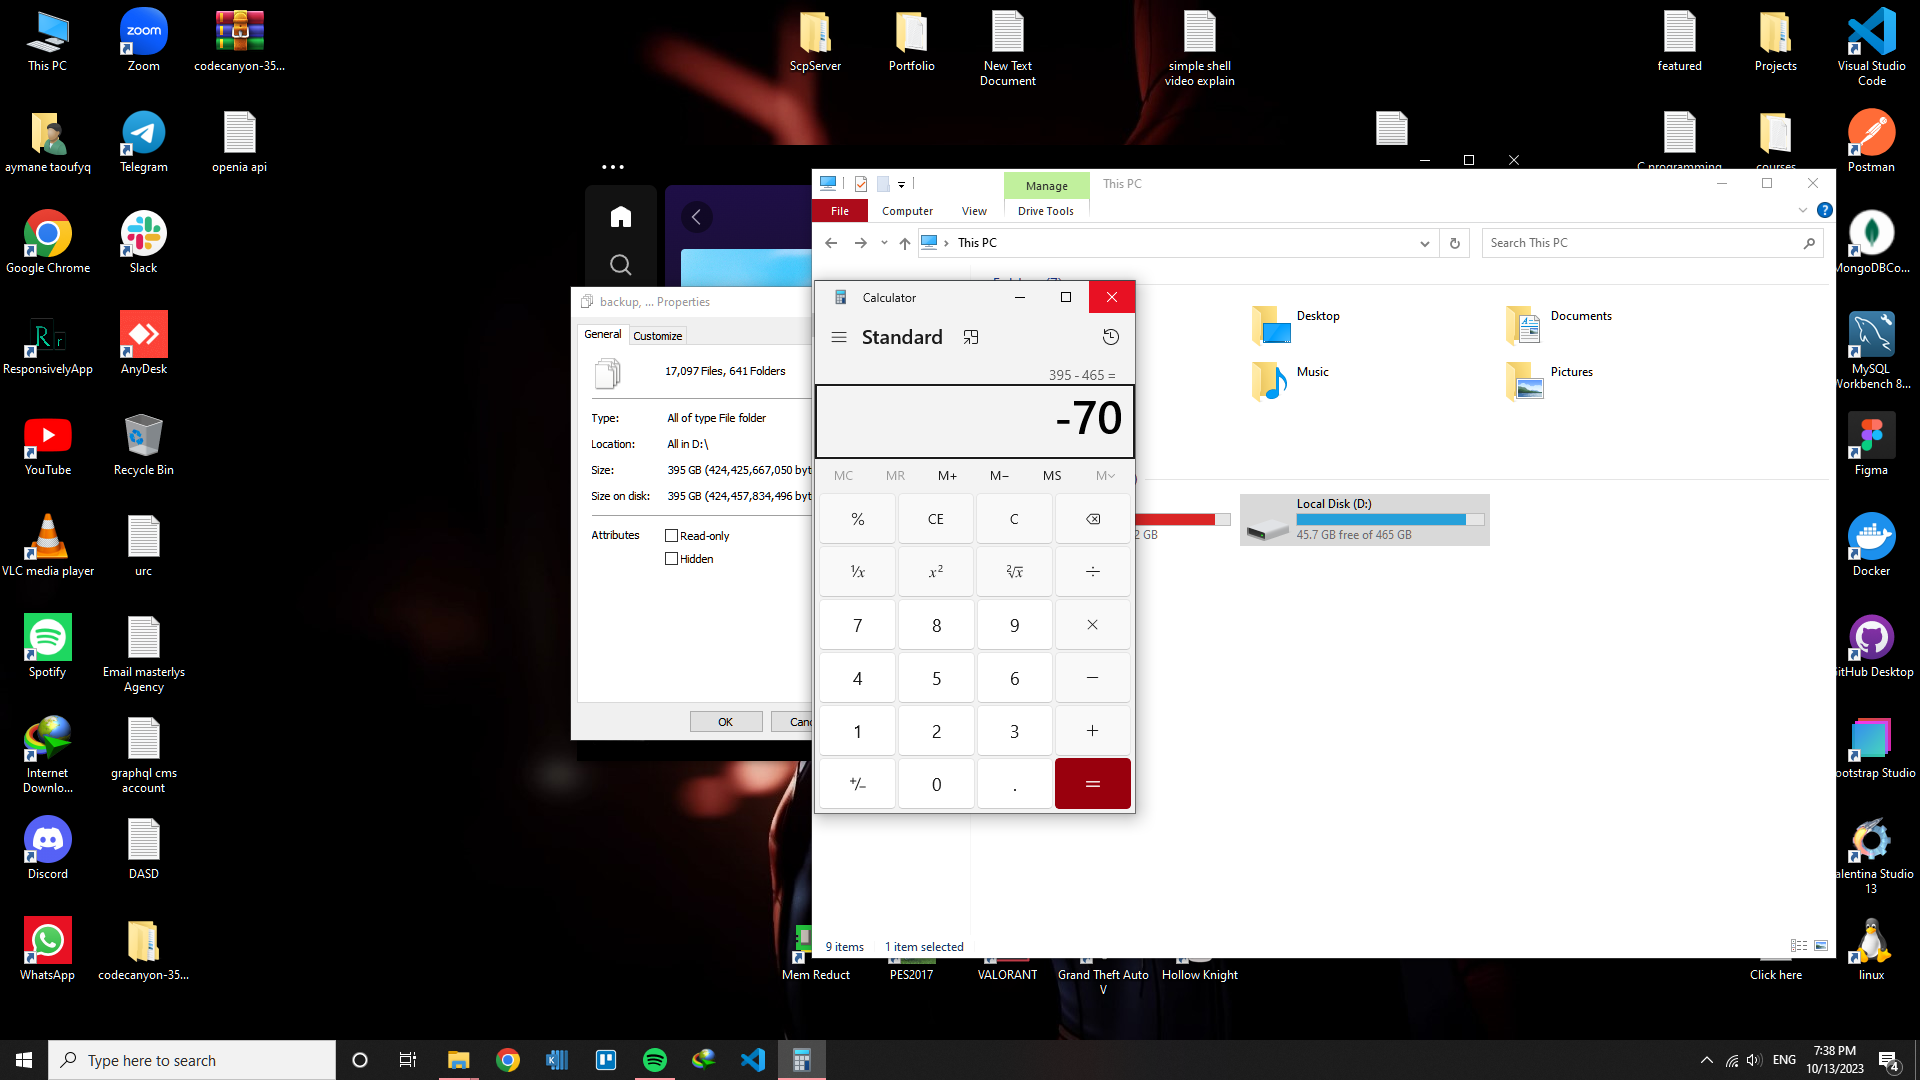 This PC
Zoom
codecanyon-35...
ScpServer
Portfolio
New Text
Document
simple shell
video explain
featured
Projects
Visual Studio
Code
aymane taoufyq
Telegram
openia api
C programming
courses
Postman
Google Chrome
Slack
MongoDBCo...
ResponsivelyApp
AnyDesk
MySQL
Workbench 8...
YouTube
Recycle Bin
Figma
VLC media player
urc
Docker
Spotify
Email masterlys
Agency
GitHub Desktop
Internet
Downlo...
graphql cms
account
Bootstrap Studio
Discord
DASD
Valentina Studio
13
WhatsApp
codecanyon-35...
Mem Reduct
PES2017
VALORANT
Grand Theft Auto
V
Hollow Knight
Click here
linux
Manage
This PC
File
Computer
View
Drive Tools
This PC
Search This PC
Desktop
Documents
Music
Pictures
2 GB
Local Disk (D:)
45.7 GB free of 465 GB
9 items
1 item selected
backup, ... Properties
General
Customize
17,097 Files, 641 Folders
Type:
All of type File folder
Location:
All in D:\
Size:
395 GB (424,425,667,050 byt
Size on disk:
395 GB (424,457,834,496 byt
Attributes
Read-only
Hidden
OK
Canc
Calculator
Standard
395 - 465 =
-70
MC MR M+ M− MS M
% CE C
¹/x x² ²√x ÷
7 8 9 ×
4 5 6 −
1 2 3 +
+/− 0 . =
Type here to search
ENG
7:38 PM
10/13/2023
4